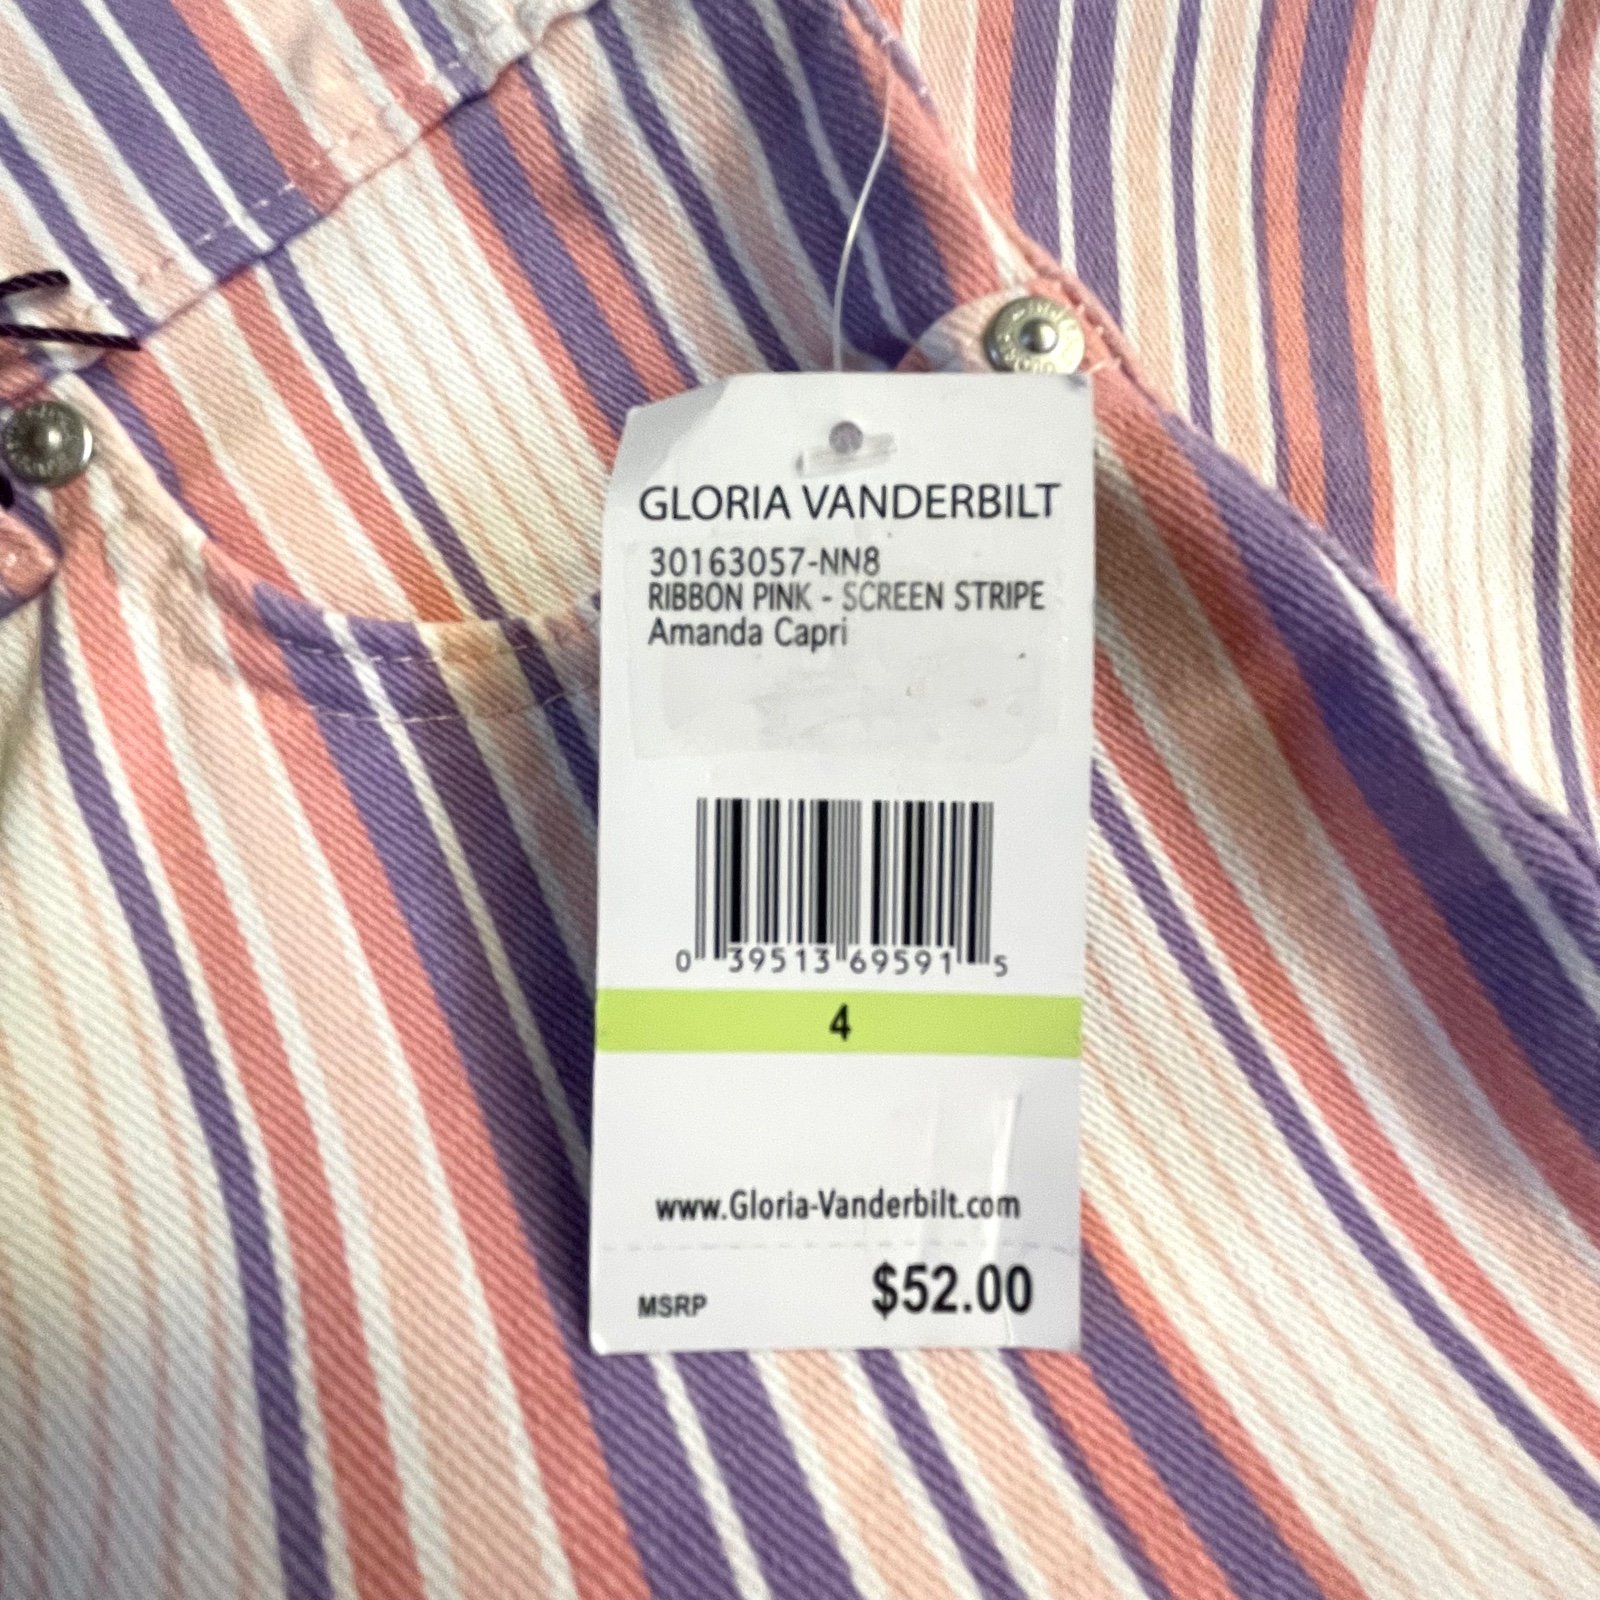 GLORIA VANDERBILT
30163057-NN8
RIBBON PINK - SCREEN STRIPE
Amanda Capri
0 39513 69591 5
4
www.Gloria-Vanderbilt.com
MSRP $52.00